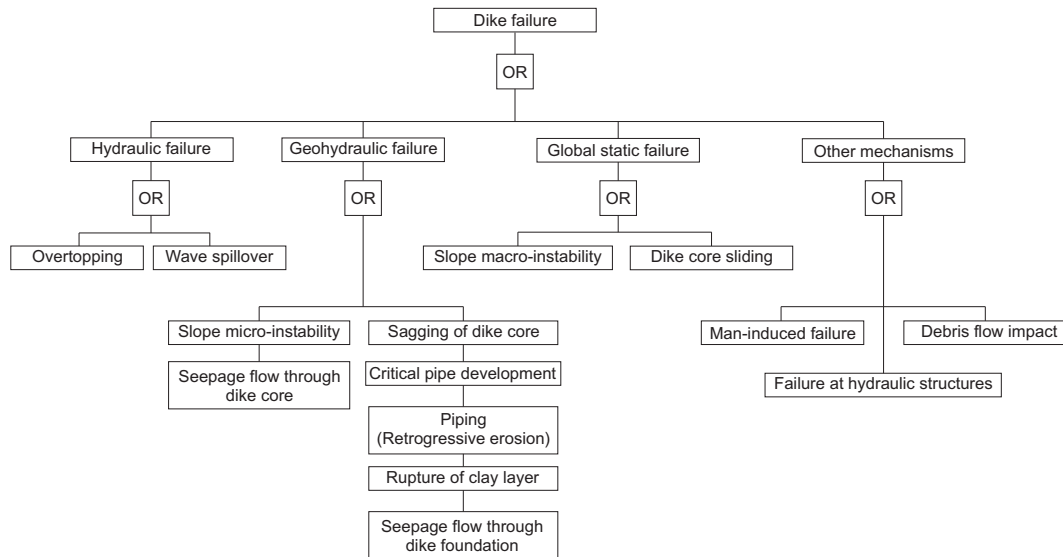 Dike failure
OR
Hydraulic failure
Geohydraulic failure
Global static failure
Other mechanisms
OR
OR
OR
OR
Overtopping
Wave spillover
Slope macro-instability
Dike core sliding
Slope micro-instability
Sagging of dike core
Man-induced failure
Debris flow impact
Seepage flow through
dike core
Critical pipe development
Failure at hydraulic structures
Piping
(Retrogressive erosion)
Rupture of clay layer
Seepage flow through
dike foundation